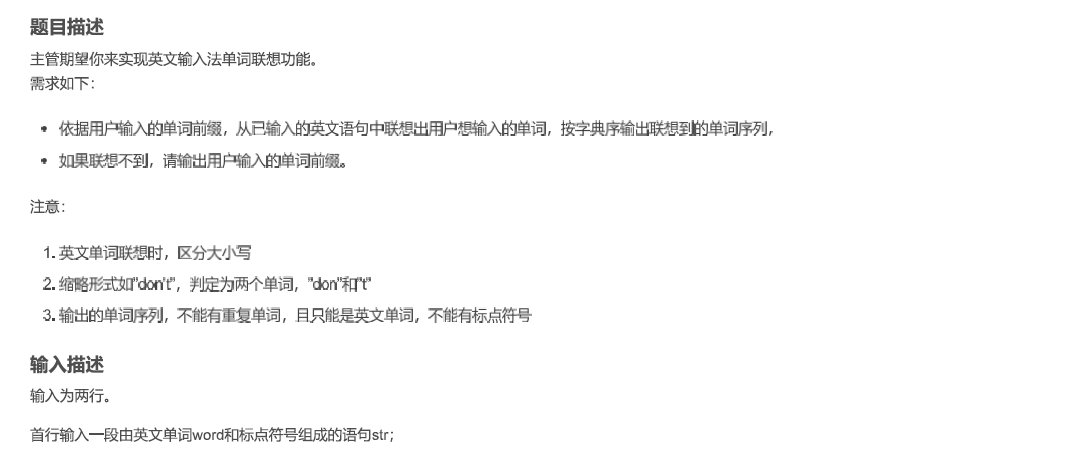 题目描述
主管期望你来实现英文输入法单词联想功能。
需求如下：
• 依据用户输入的单词前缀，从已输入的英文语句中联想出用户想输入的单词，按字典序输出联想到的单词序列，
• 如果联想不到，请输出用户输入的单词前缀。
注意：
1. 英文单词联想时，区分大小写
2. 缩略形式如"don't"，判定为两个单词，"don"和"t"
3. 输出的单词序列，不能有重复单词，且只能是英文单词，不能有标点符号
输入描述
输入为两行。
首行输入一段由英文单词word和标点符号组成的语句str；